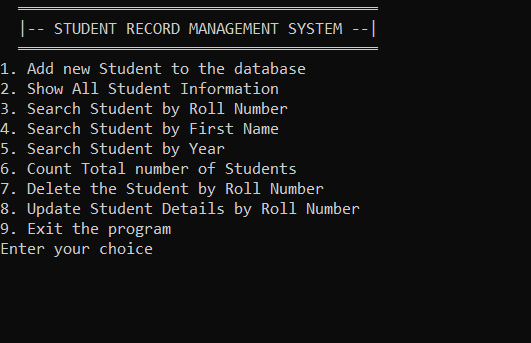 |-- STUDENT RECORD MANAGEMENT SYSTEM --|
1. Add new Student to the database
2. Show All Student Information
3. Search Student by Roll Number
4. Search Student by First Name
5. Search Student by Year
6. Count Total number of Students
7. Delete the Student by Roll Number
8. Update Student Details by Roll Number
9. Exit the program
Enter your choice